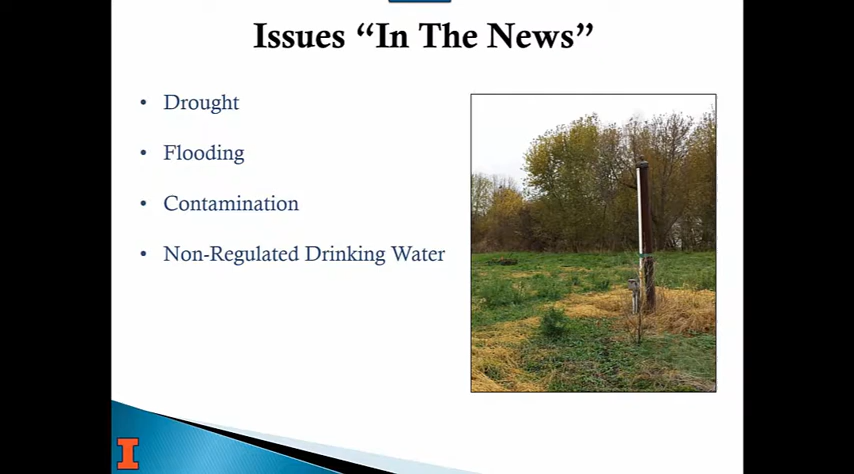 Issues “In The News”
• Drought
• Flooding
• Contamination
• Non-Regulated Drinking Water
I